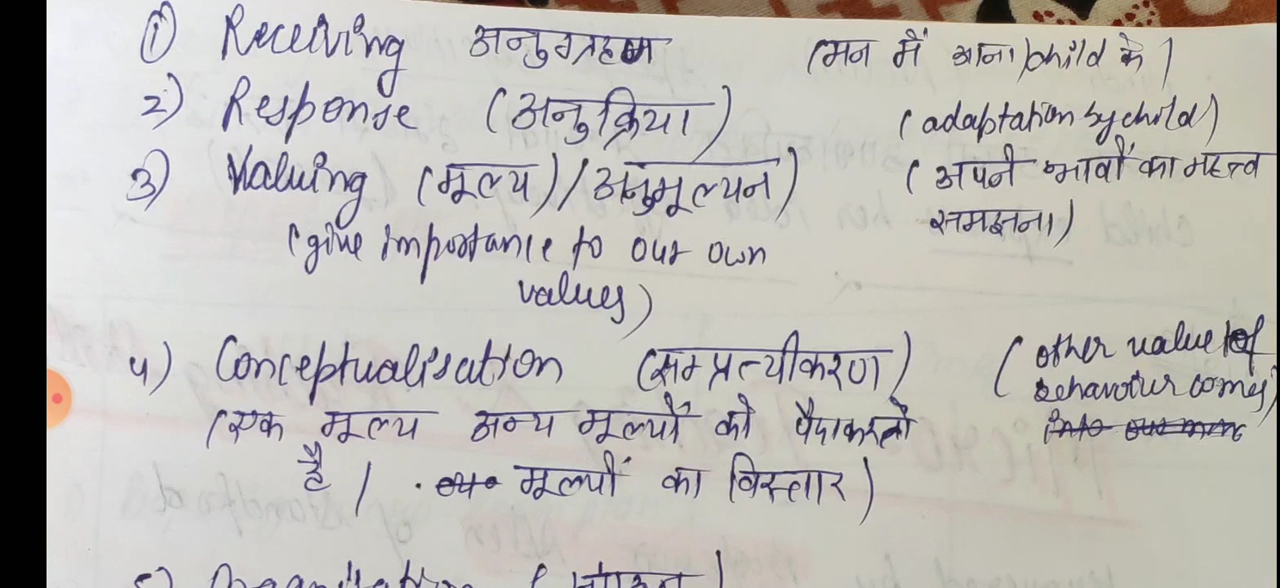 ① Receiving अनुग्रहण (मन में आना/child के)
2) Response (अनुक्रिया) (adaptation by child)
3) Valuing (मूल्य)/अनुमूल्यन) (अपने भावों का महत्व
समझना)
(give importance to our own
values)
4) Conceptualisation (सम्प्रत्यीकरण) (other value of
behaviour comes)
(एक मूल्य अन्य मूल्यों को पैदा करता
है / मूल्यों का विस्तार)
5) Organisation